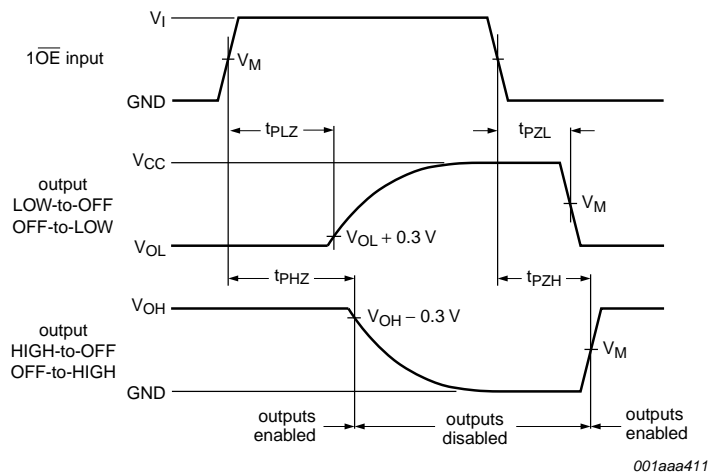 V_I
1O̅E̅ input
V_M
GND
t_PLZ
t_PZL
V_CC
output
LOW-to-OFF
OFF-to-LOW
V_M
V_OL + 0.3 V
V_OL
t_PHZ
t_PZH
V_OH
V_OH − 0.3 V
output
HIGH-to-OFF
OFF-to-HIGH
V_M
GND
outputs
enabled
outputs
disabled
outputs
enabled
001aaa411